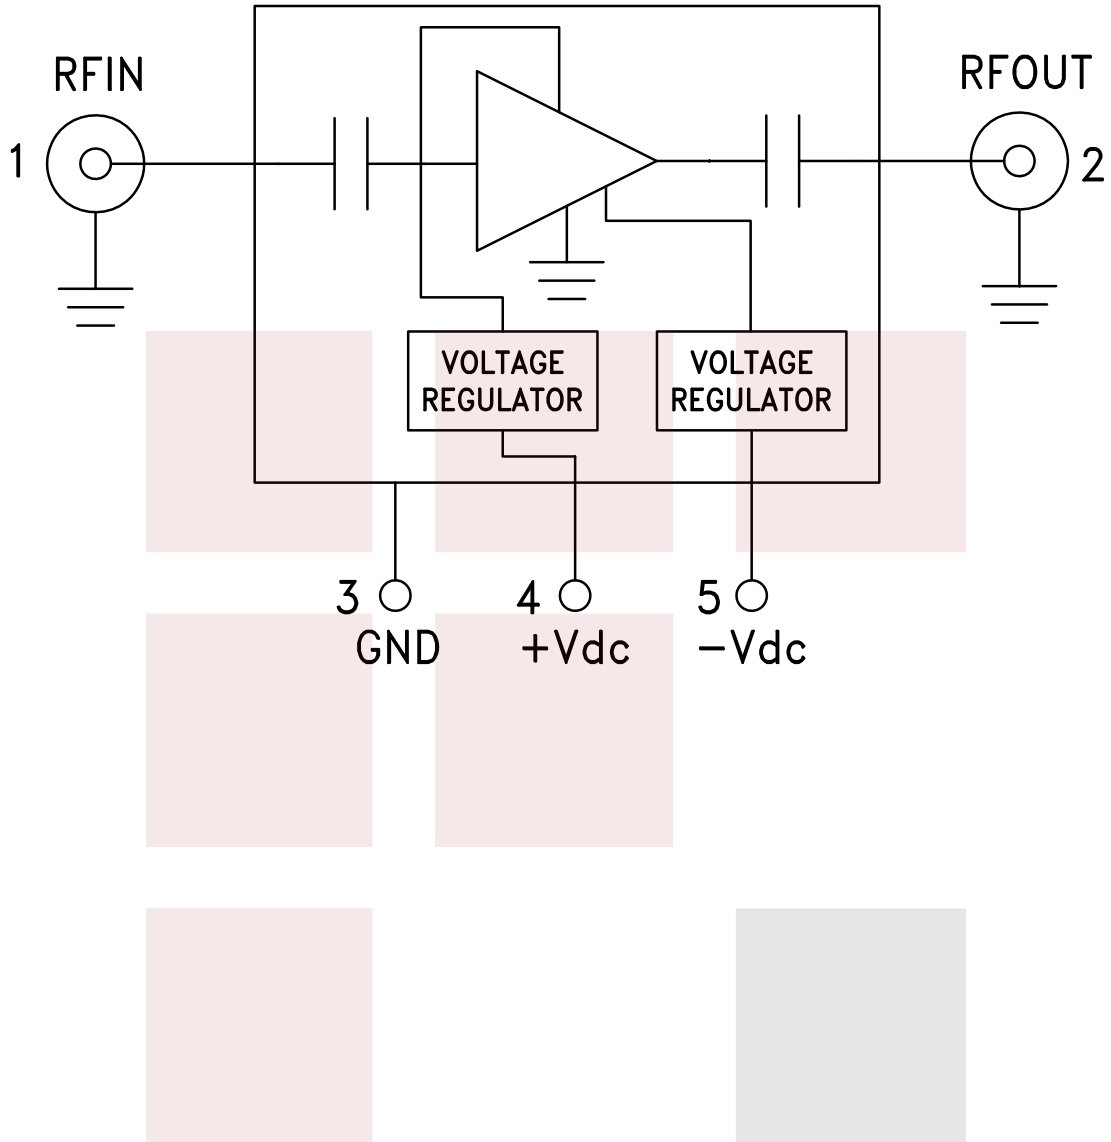 RFIN
RFOUT
1
2
VOLTAGE
REGULATOR
VOLTAGE
REGULATOR
3
4
5
GND
+Vdc
−Vdc